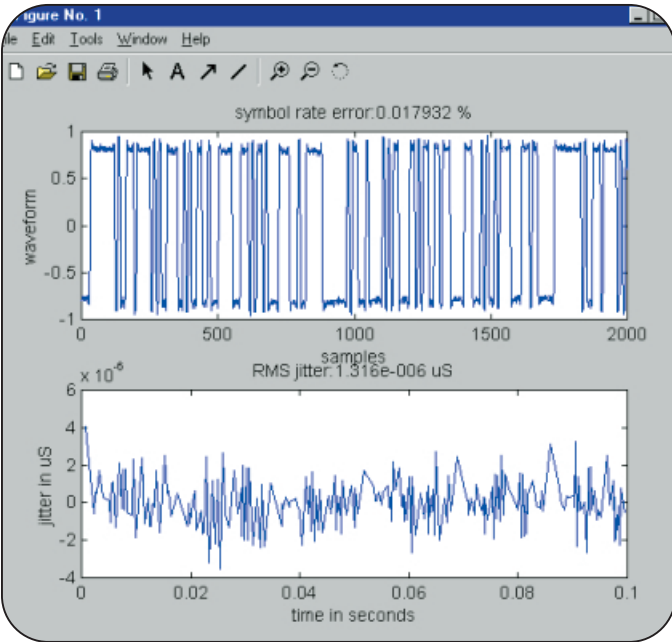 igure No. 1
ile Edit Tools Window Help
A
symbol rate error:0.017932 %
1
0.5
0
-0.5
-1
waveform
0 500 1000 1500 2000
samples
RMS jitter:1.316e-006 uS
x 10-6
6
4
2
0
-2
-4
jitter in uS
0 0.02 0.04 0.06 0.08 0.1
time in seconds